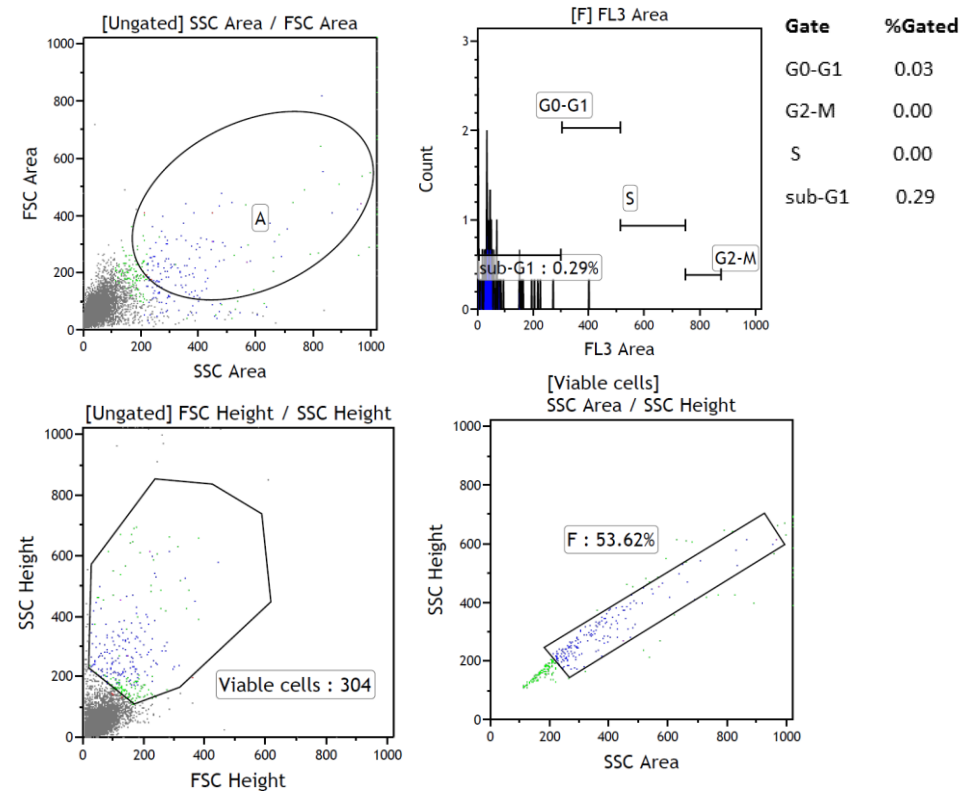 [Ungated] SSC Area / FSC Area
1000
800
600
400
200
0
FSC Area
A
0 200 400 600 800 1000
SSC Area
[F] FL3 Area
3
2
1
0
Count
G0-G1
S
G2-M
sub-G1 : 0.29%
0 200 400 600 800 1000
FL3 Area
Gate %Gated
G0-G1 0.03
G2-M 0.00
S 0.00
sub-G1 0.29
[Ungated] FSC Height / SSC Height
1000
800
600
400
200
0
SSC Height
Viable cells : 304
0 200 400 600 800 1000
FSC Height
[Viable cells]
SSC Area / SSC Height
1000
800
600
400
200
0
SSC Height
F : 53.62%
0 200 400 600 800 1000
SSC Area